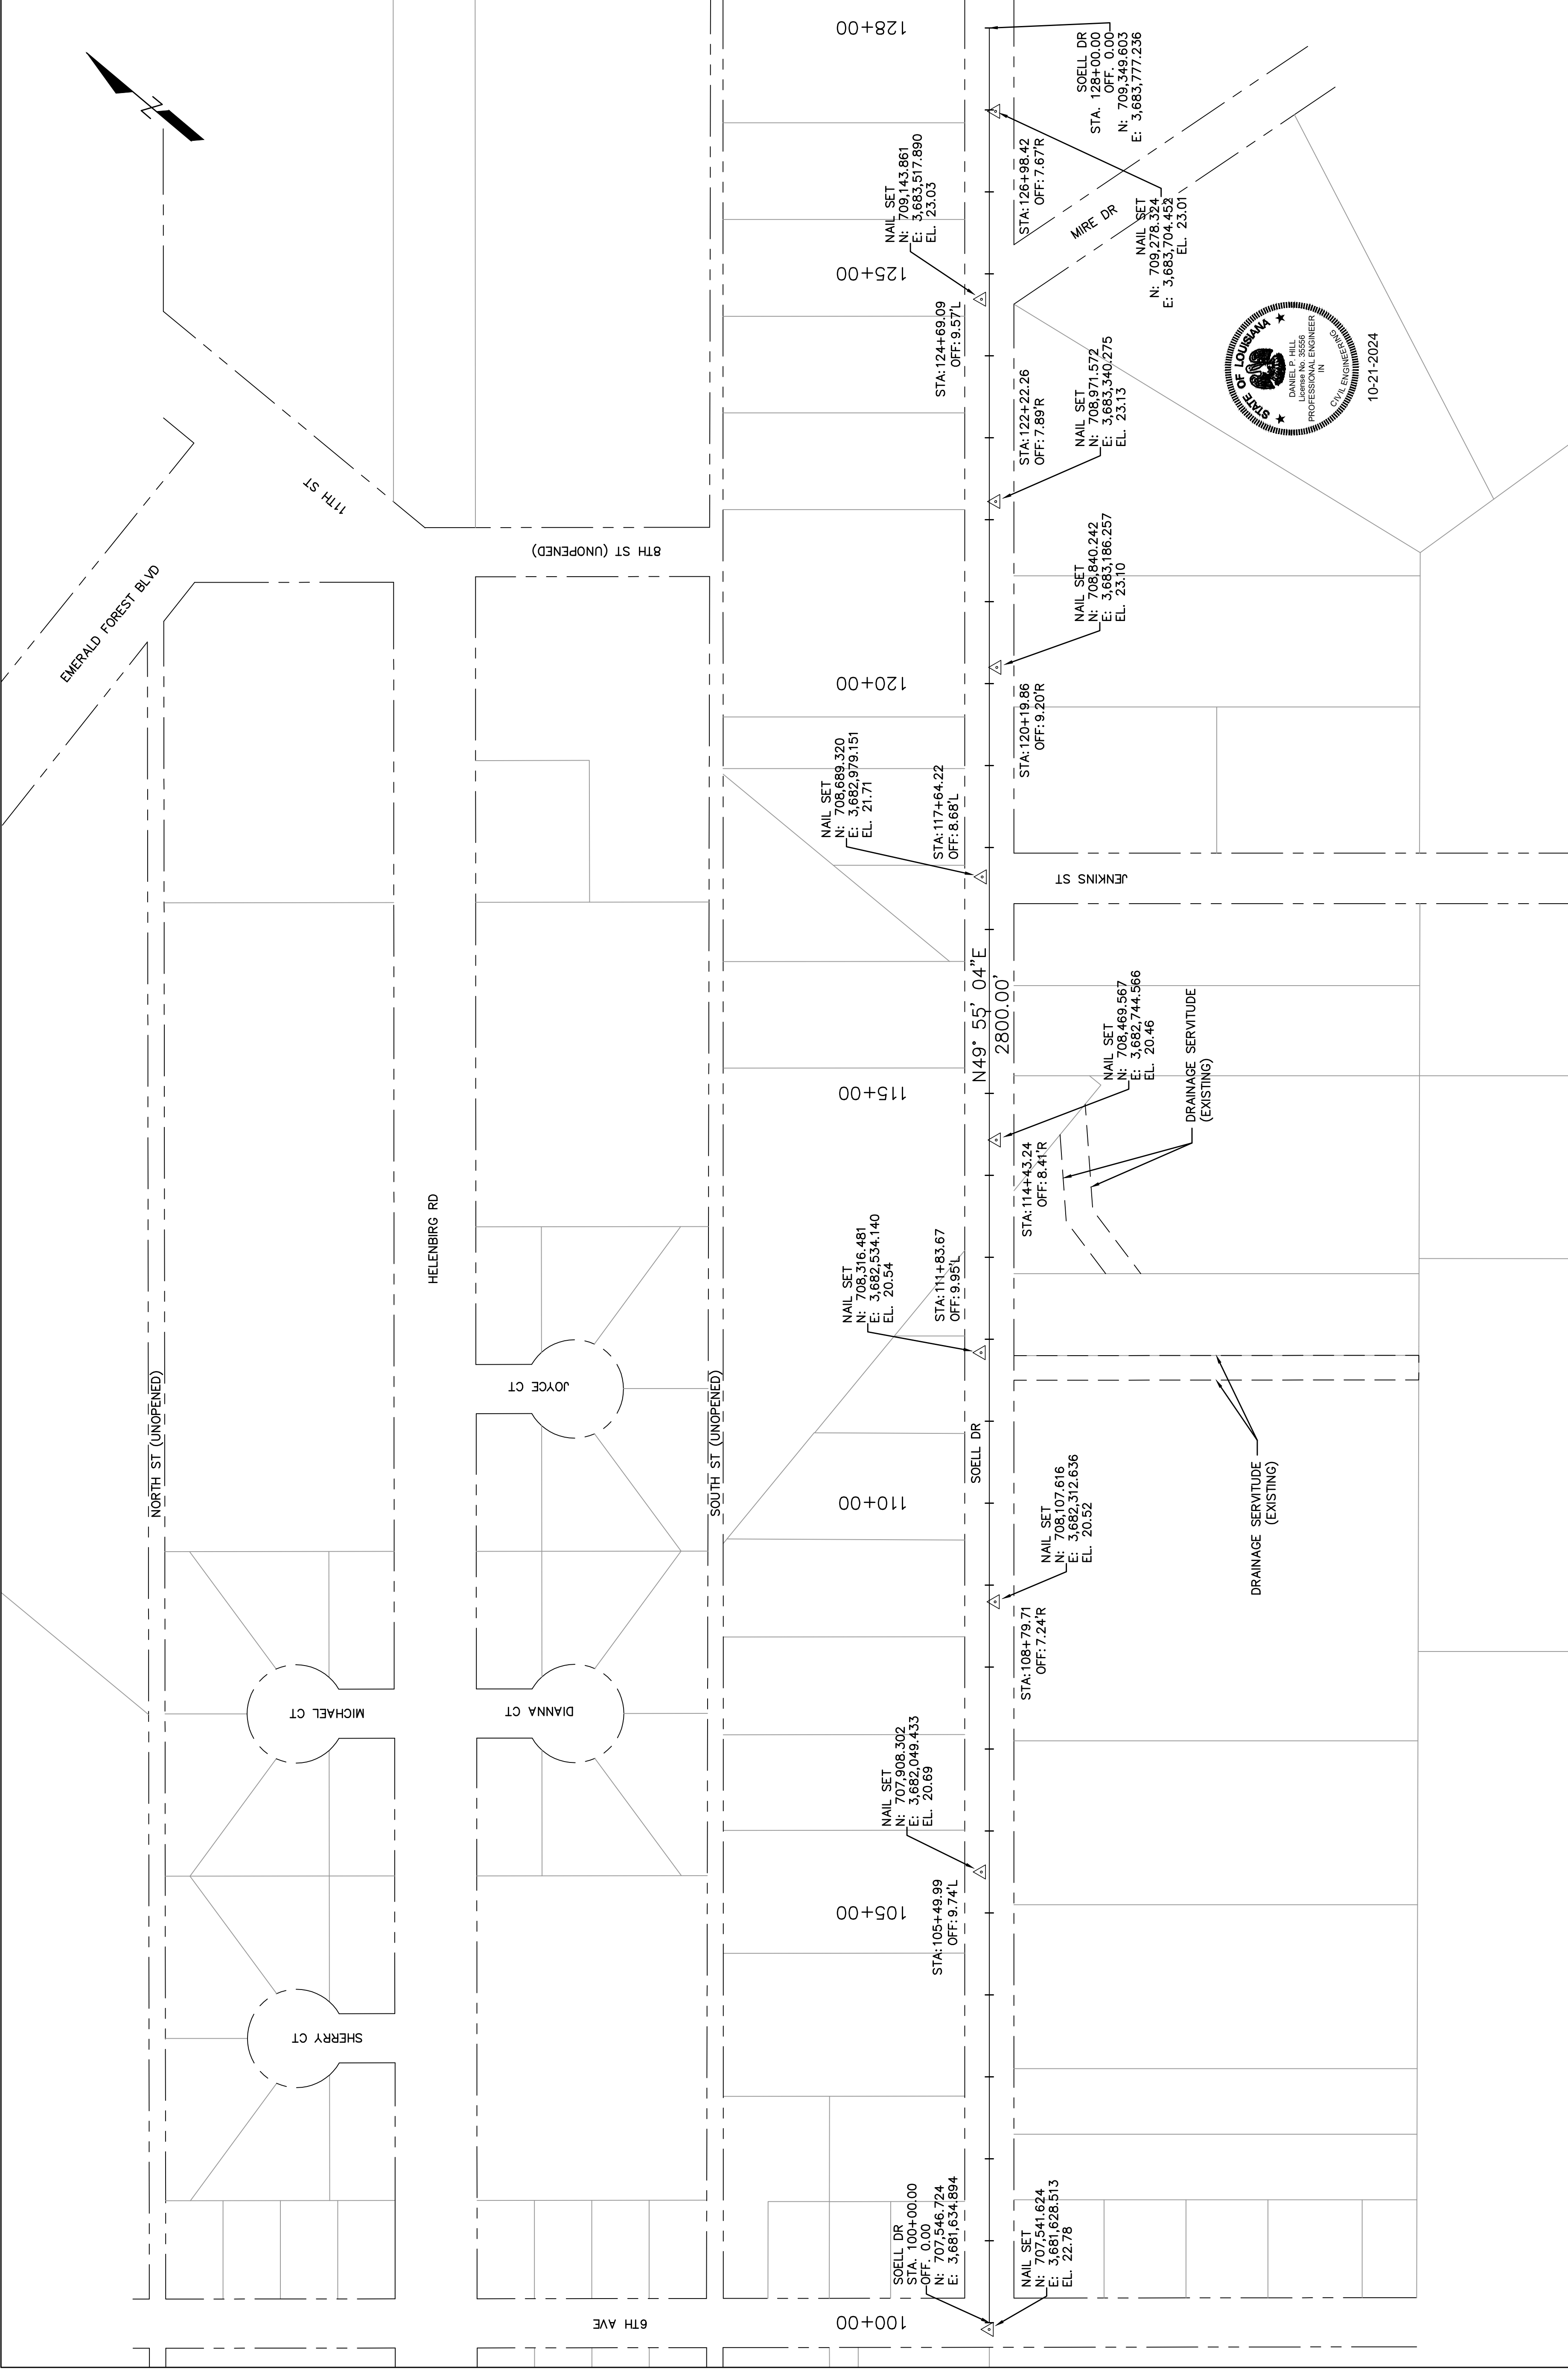 EMERALD FOREST BLVD
11TH ST
8TH ST (UNOPENED)
NORTH ST (UNOPENED)
HELENBIRG RD
SOUTH ST (UNOPENED)
SHERRY CT
MICHAEL CT
DIANNA CT
JOYCE CT
6TH AVE
100+00
105+00
110+00
115+00
120+00
125+00
128+00
SOELL DR
STA. 100+00.00
OFF. 0.00
N: 707,546.724
E: 3,681,634.894
NAIL SET
N: 707,541.624
E: 3,681,628.513
EL. 22.78
NAIL SET
N: 707,908.302
E: 3,682,049.433
EL. 20.69
STA:105+49.99
OFF:9.74'L
NAIL SET
N: 708,107.616
E: 3,682,312.636
EL. 20.52
STA:108+79.71
OFF:7.24'R
SOELL DR
NAIL SET
N: 708,316.481
E: 3,682,534.140
EL. 20.54
STA:111+83.67
OFF:9.95'L
DRAINAGE SERVITUDE
(EXISTING)
NAIL SET
N: 708,469.567
E: 3,682,744.566
EL. 20.46
STA:114+43.24
OFF:8.41'R
DRAINAGE SERVITUDE
(EXISTING)
N49° 55' 04"E
2800.00'
NAIL SET
N: 708,689.320
E: 3,682,979.151
EL. 21.71
STA:117+64.22
OFF:8.68'L
JENKINS ST
NAIL SET
N: 708,840.242
E: 3,683,186.257
EL. 23.10
STA:120+19.86
OFF:9.20'R
NAIL SET
N: 708,971.572
E: 3,683,340.275
EL. 23.13
STA:122+22.26
OFF:7.89'R
NAIL SET
N: 709,143.861
E: 3,683,517.890
EL. 23.03
STA:124+69.09
OFF:9.57'L
MIRE DR
NAIL SET
N: 709,278.324
E: 3,683,704.452
EL. 23.01
STA:126+98.42
OFF:7.67'R
SOELL DR
STA. 128+00.00
OFF. 0.00
N: 709,349.603
E: 3,683,777.236
STATE OF LOUISIANA
DANIEL P. HILL
License No. 35556
PROFESSIONAL ENGINEER
IN
CIVIL ENGINEERING
10-21-2024
Z